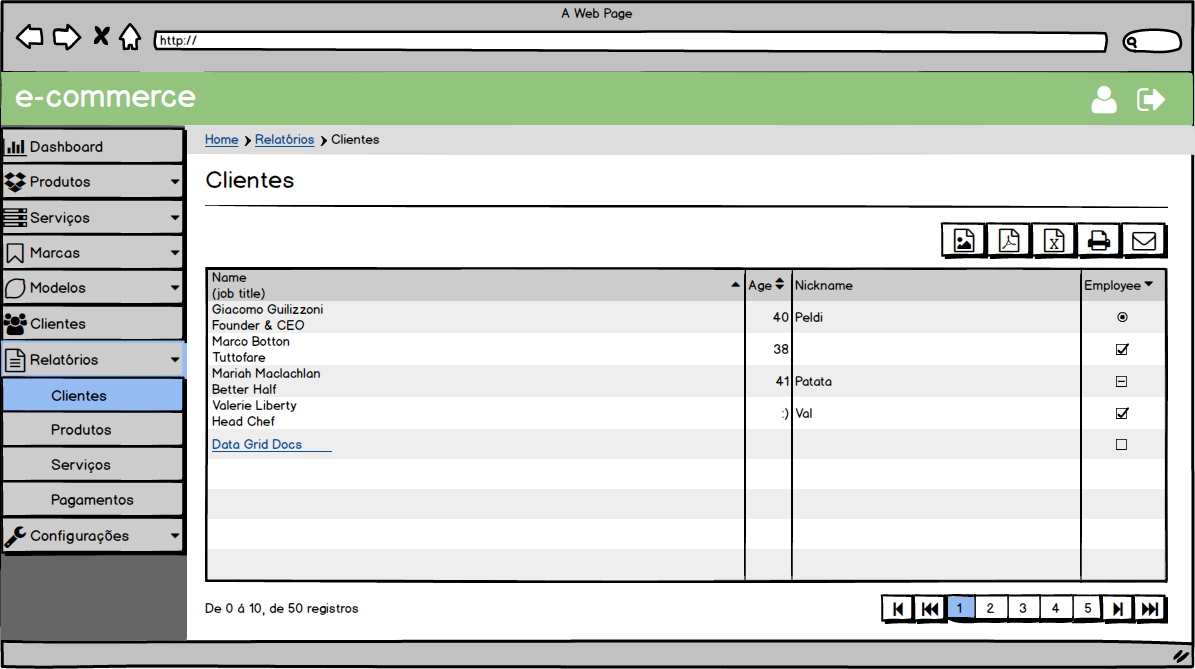 A Web Page
http://
e-commerce
Dashboard
Produtos
Serviços
Marcas
Modelos
Clientes
Relatórios
Clientes
Produtos
Serviços
Pagamentos
Configurações
Home Relatórios Clientes
Clientes
X
Name
(job title)
Age
Nickname
Employee
Giacomo Guilizzoni
Founder & CEO
40 Peldi
Marco Botton
Tuttofare
38
Mariah Maclachlan
Better Half
41 Patata
Valerie Liberty
Head Chef
:) Val
Data Grid Docs
De 0 á 10, de 50 registros
1 2 3 4 5